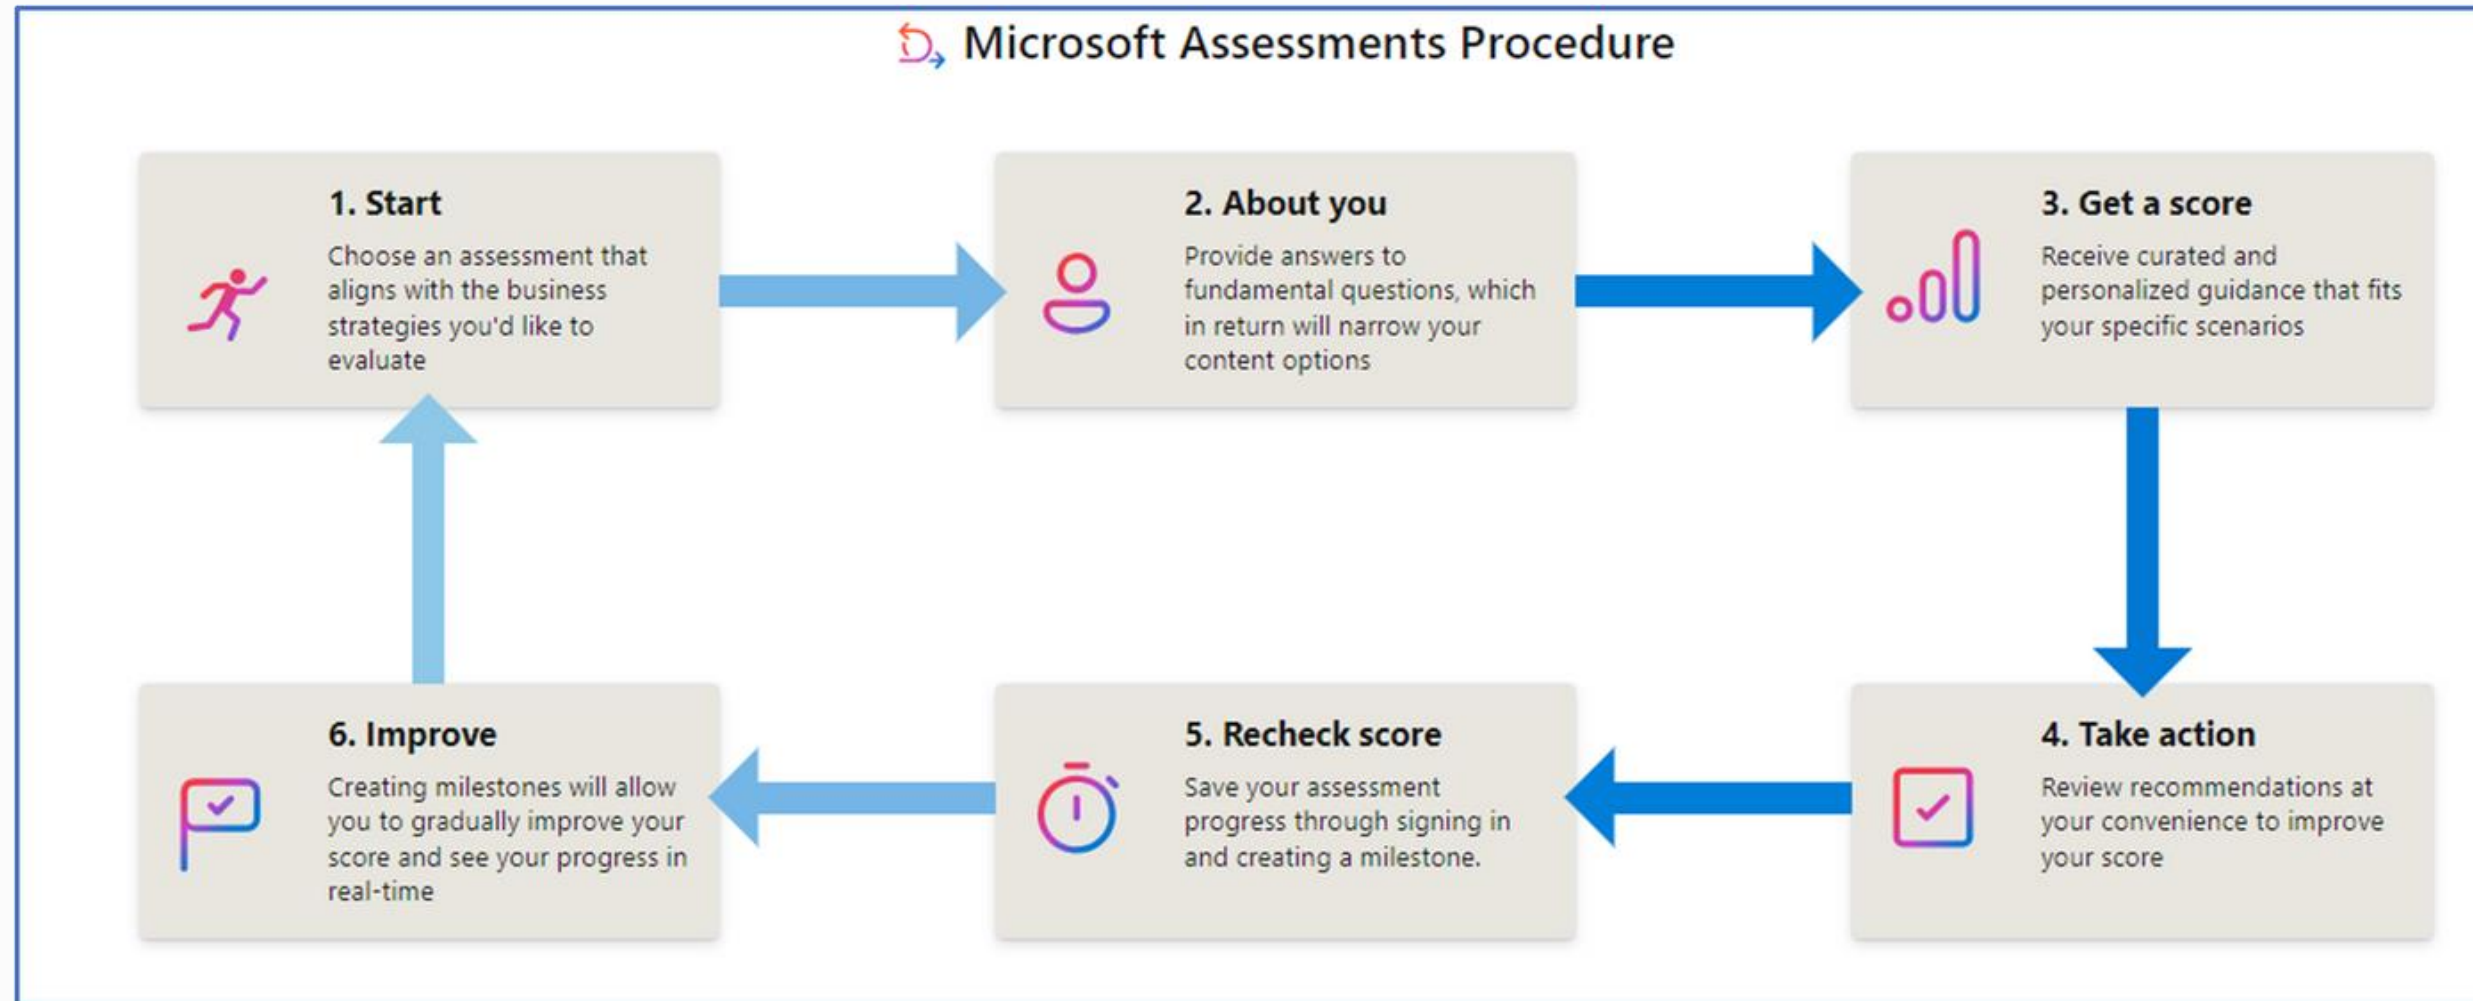 Microsoft Assessments Procedure
1. Start
Choose an assessment that
aligns with the business
strategies you'd like to
evaluate
2. About you
Provide answers to
fundamental questions, which
in return will narrow your
content options
3. Get a score
Receive curated and
personalized guidance that fits
your specific scenarios
4. Take action
Review recommendations at
your convenience to improve
your score
5. Recheck score
Save your assessment
progress through signing in
and creating a milestone.
6. Improve
Creating milestones will allow
you to gradually improve your
score and see your progress in
real-time